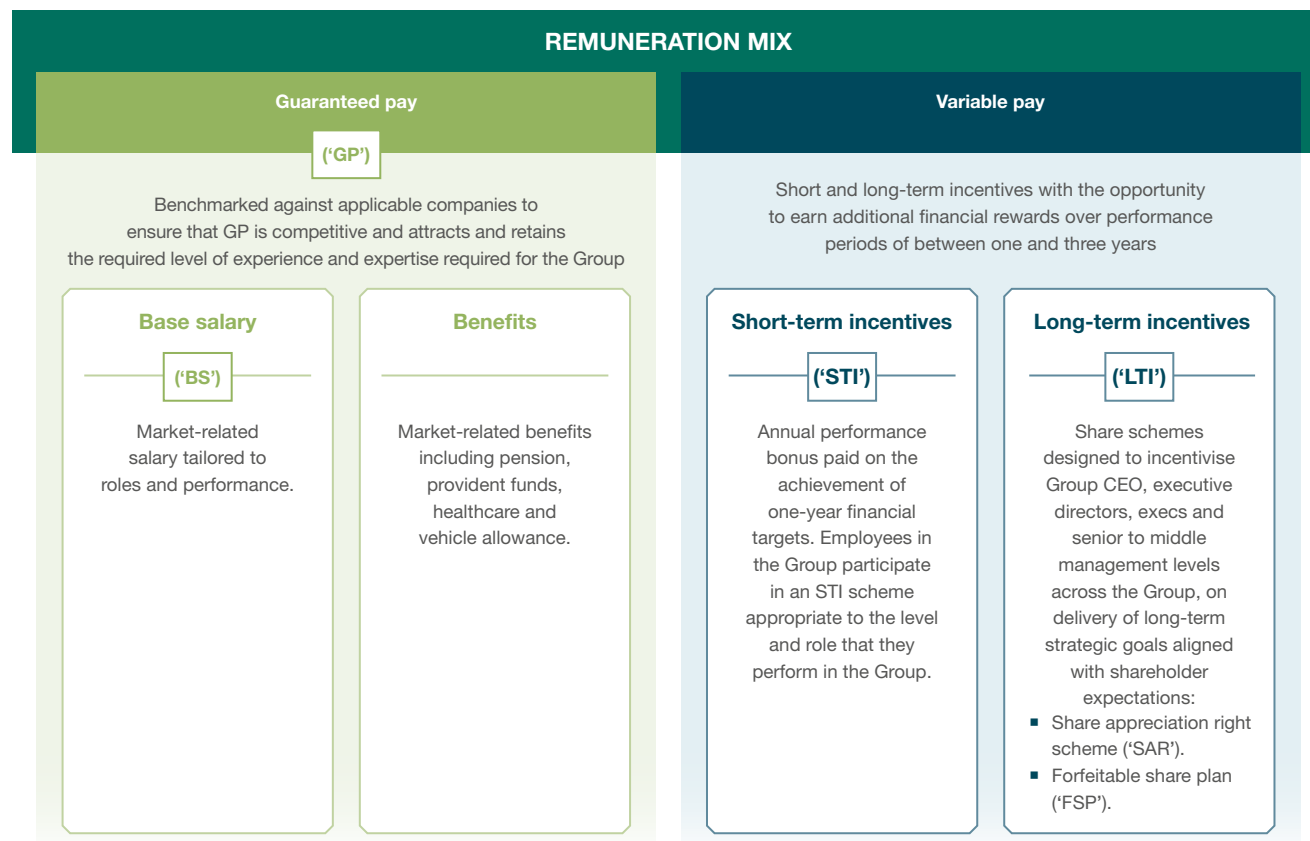 REMUNERATION MIX
Guaranteed pay
(‘GP’)
Benchmarked against applicable companies to
ensure that GP is competitive and attracts and retains
the required level of experience and expertise required for the Group
Base salary
(‘BS’)
Market-related
salary tailored to
roles and performance.
Benefits
Market-related benefits
including pension,
provident funds,
healthcare and
vehicle allowance.
Variable pay
Short and long-term incentives with the opportunity
to earn additional financial rewards over performance
periods of between one and three years
Short-term incentives
(‘STI’)
Annual performance
bonus paid on the
achievement of
one-year financial
targets. Employees in
the Group participate
in an STI scheme
appropriate to the level
and role that they
perform in the Group.
Long-term incentives
(‘LTI’)
Share schemes
designed to incentivise
Group CEO, executive
directors, execs and
senior to middle
management levels
across the Group, on
delivery of long-term
strategic goals aligned
with shareholder
expectations:
▪ Share appreciation right
scheme (‘SAR’).
▪ Forfeitable share plan
(‘FSP’).